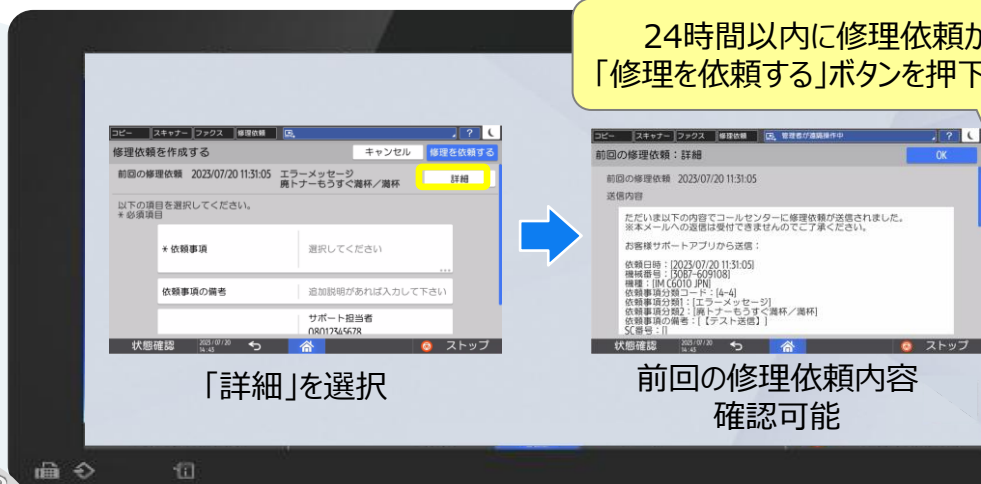 24時間以内に修理依頼が
「修理を依頼する」ボタンを押下
コピー スキャナー ファクス 修理依頼 ?
修理依頼を作成する キャンセル 修理を依頼する
前回の修理依頼 2023/07/20 11:31:05 エラーメッセージ 詳細
廃トナーもうすぐ満杯/満杯
以下の項目を選択してください。
* 必須項目
* 依頼事項 選択してください
...
依頼事項の備考 追加説明があれば入力して下さい
サポート担当者
08012345678
状態確認 2023/07/20 ストップ
14:43
「詳細」を選択
コピー スキャナー ファクス 修理依頼 管理者が遠隔操作中 ?
前回の修理依頼:詳細 OK
前回の修理依頼 2023/07/20 11:31:05
送信内容
ただいま以下の内容でコールセンターに修理依頼が送信されました。
※本メールへの返信は受付できませんのでご了承ください。
お客様サポートアプリから送信:
依頼日時:[2023/07/20 11:31:05]
機械番号:[3087-609108]
機種:[IM C6010 JPN]
依頼事項分類コード:[4-4]
依頼事項分類1:[エラーメッセージ]
依頼事項分類2:[廃トナーもうすぐ満杯/満杯]
依頼事項の備考:[【テスト送信】]
SC番号:[]
状態確認 2023/07/20 ストップ
14:43
前回の修理依頼内容
確認可能